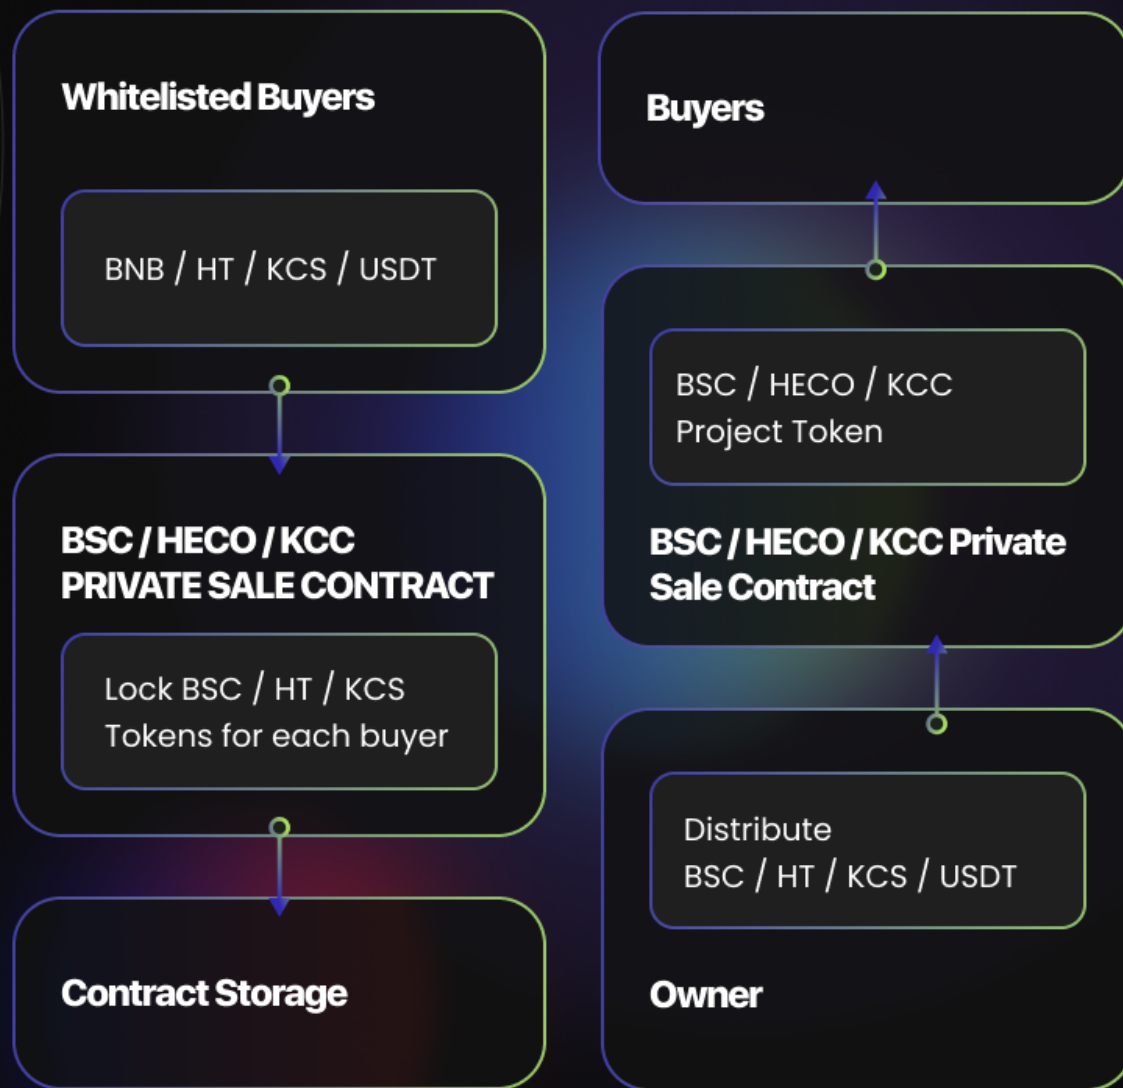 Whitelisted Buyers
BNB / HT / KCS / USDT
BSC / HECO / KCC
PRIVATE SALE CONTRACT
Lock BSC / HT / KCS
Tokens for each buyer
Contract Storage
Buyers
BSC / HECO / KCC
Project Token
BSC / HECO / KCC Private
Sale Contract
Distribute
BSC / HT / KCS / USDT
Owner